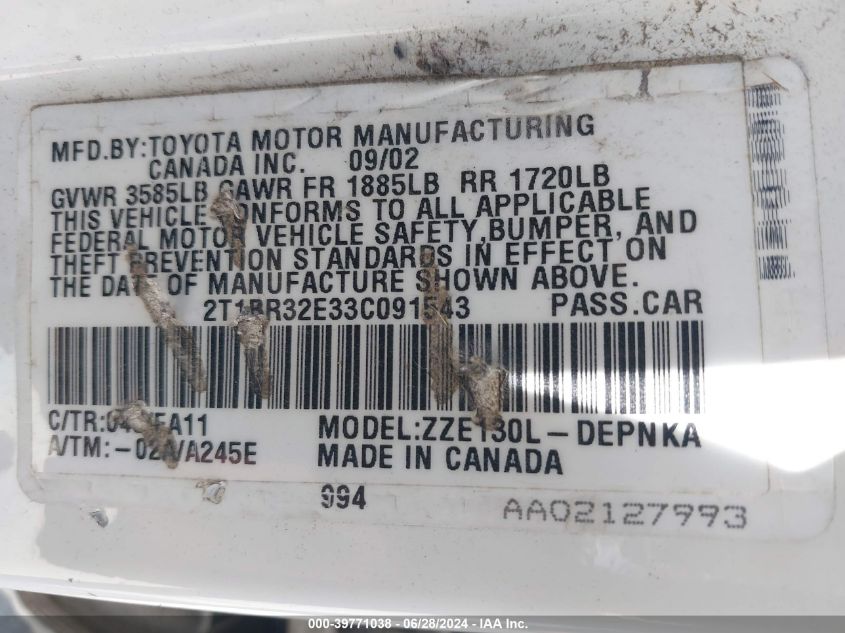 MFD.BY:TOYOTA MOTOR MANUFACTURING
CANADA INC. 09/02
GVWR 3585LB GAWR FR 1885LB RR 1720LB
THIS VEHICLE CONFORMS TO ALL APPLICABLE
FEDERAL MOTOR VEHICLE SAFETY, BUMPER, AND
THEFT PREVENTION STANDARDS IN EFFECT ON
THE DATE OF MANUFACTURE SHOWN ABOVE.
PASS.CAR
MODEL:ZZE130L-DEPNKA
MADE IN CANADA
994
AA02127993
000-39771038 - 06/28/2024 - IAA Inc.